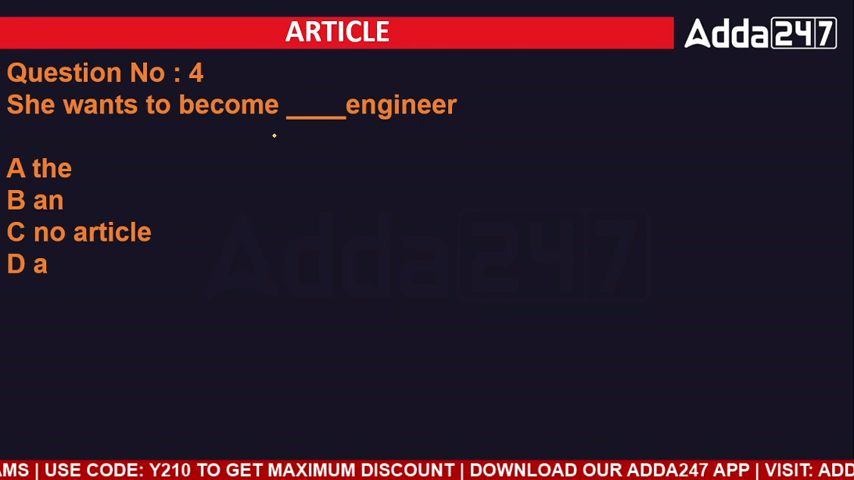 ARTICLE
Adda247
Question No : 4
She wants to become ____engineer
A the
B an
C no article
D a
Adda247
AMS | USE CODE: Y210 TO GET MAXIMUM DISCOUNT | DOWNLOAD OUR ADDA247 APP | VISIT: ADD